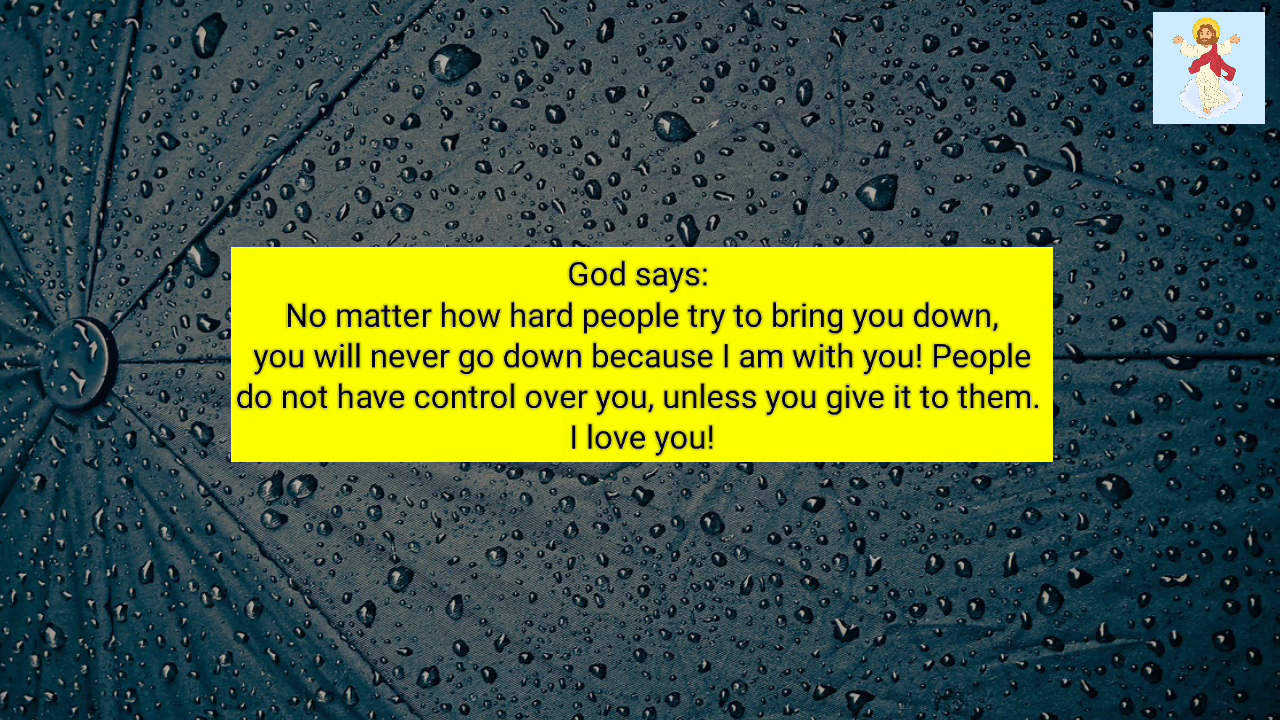 God says:
No matter how hard people try to bring you down,
you will never go down because I am with you! People
do not have control over you, unless you give it to them.
I love you!